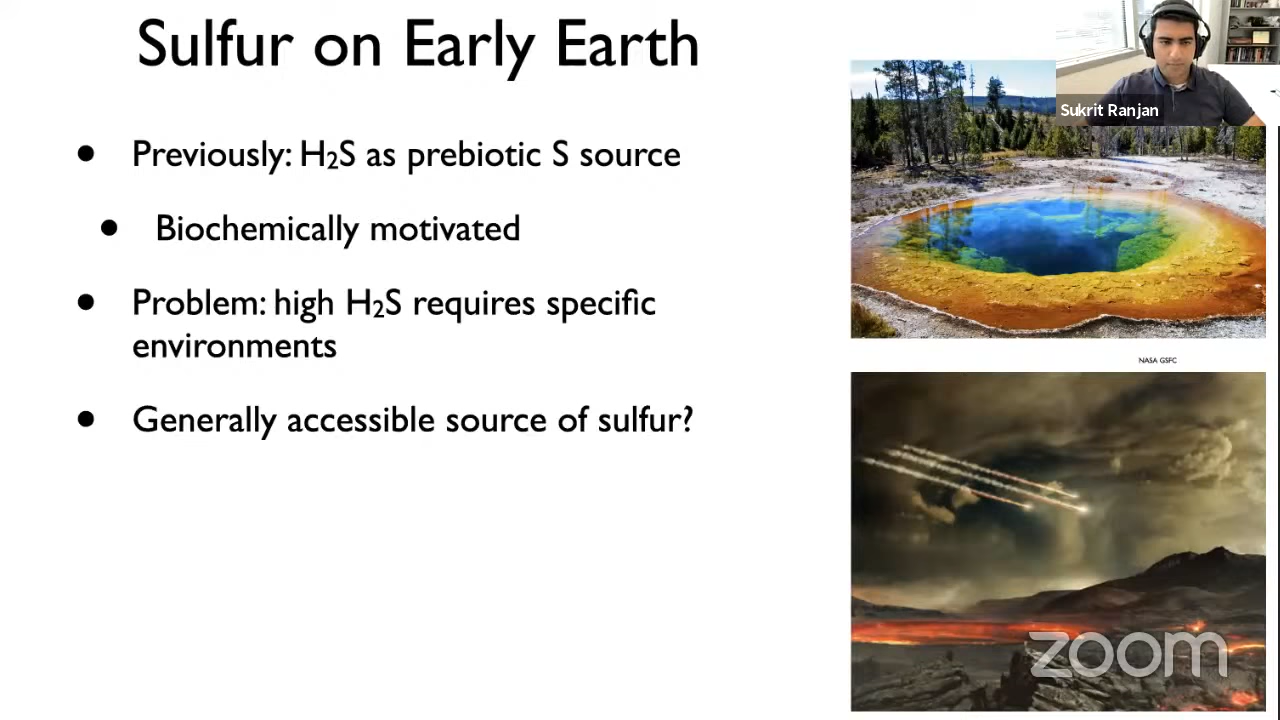 Sulfur on Early Earth
Sukrit Ranjan
• Previously: H₂S as prebiotic S source
• Biochemically motivated
• Problem: high H₂S requires specific
environments
NASA GSFC
• Generally accessible source of sulfur?
zoom